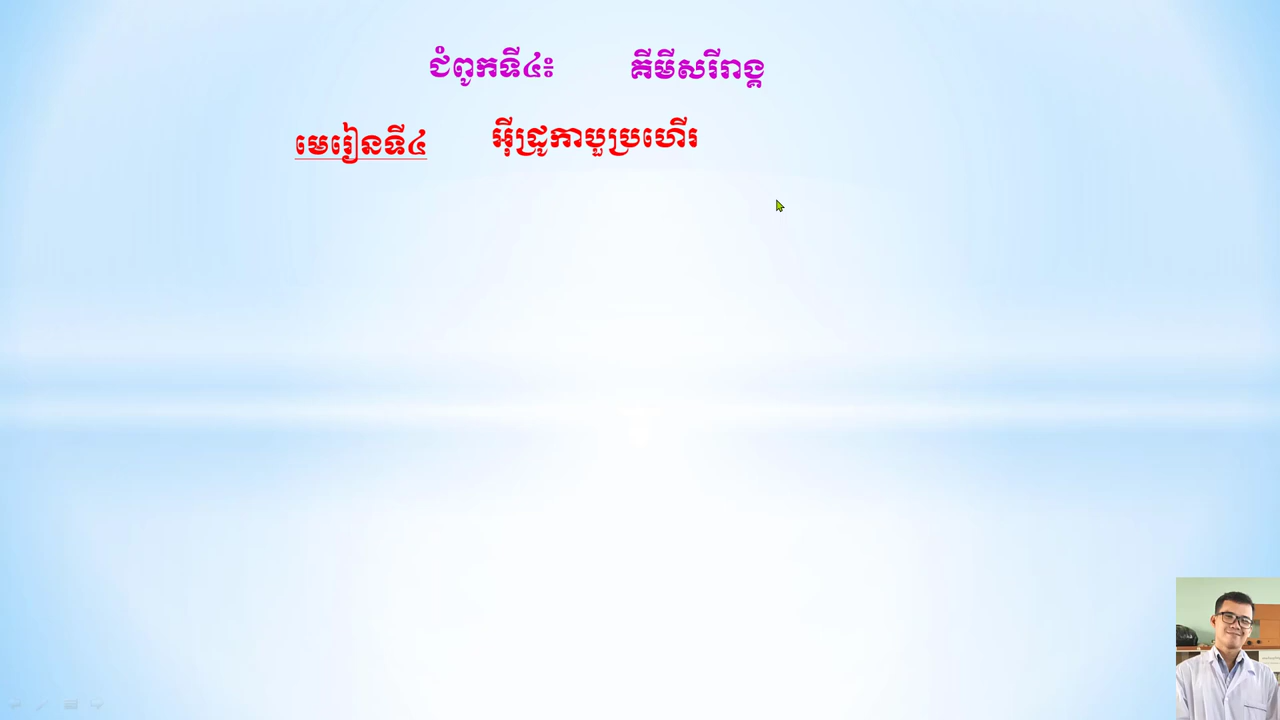 ជំពូកទី៤៖ គីមីសរីរាង្គ
មេរៀនទី៤ អ៊ីដ្រូកាបួប្រហើរ